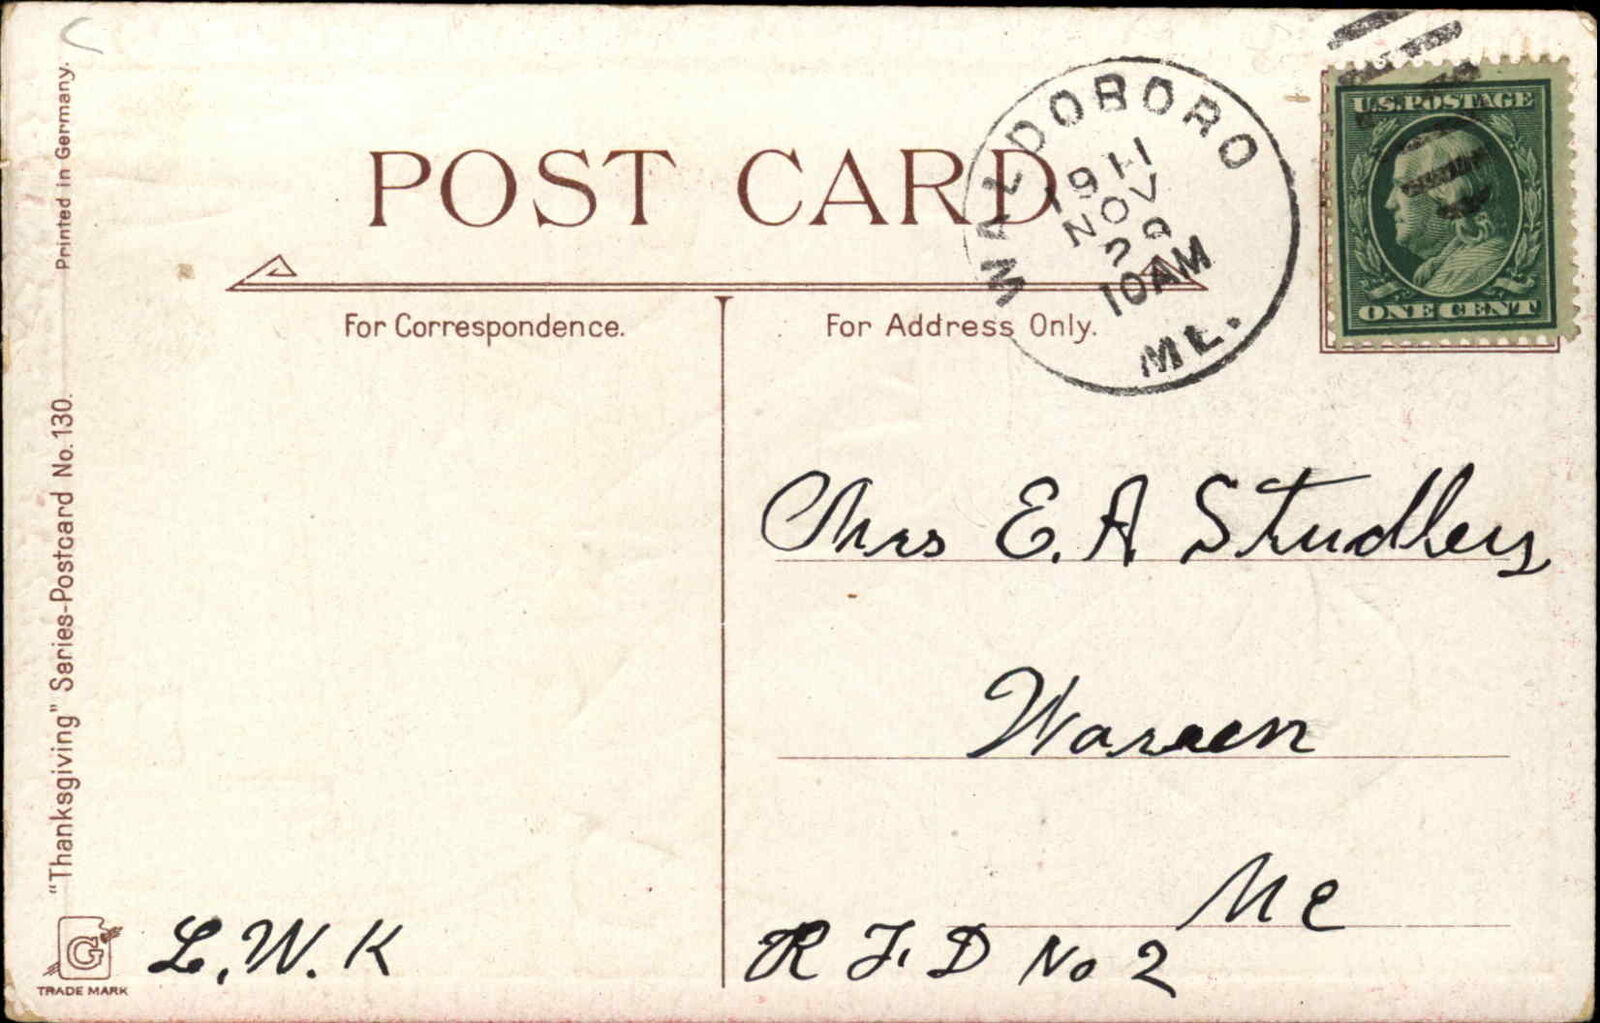 POST CARD
For Correspondence.
For Address Only.
WALDOBORO
1911
NOV
29
10AM
ME.
U.S. POSTAGE
ONE CENT
Mrs E. A Studley
Warren
Me
R F. D No 2
L. W. K
Printed in Germany.
"Thanksgiving" Series-Postcard No. 130.
G
TRADE MARK